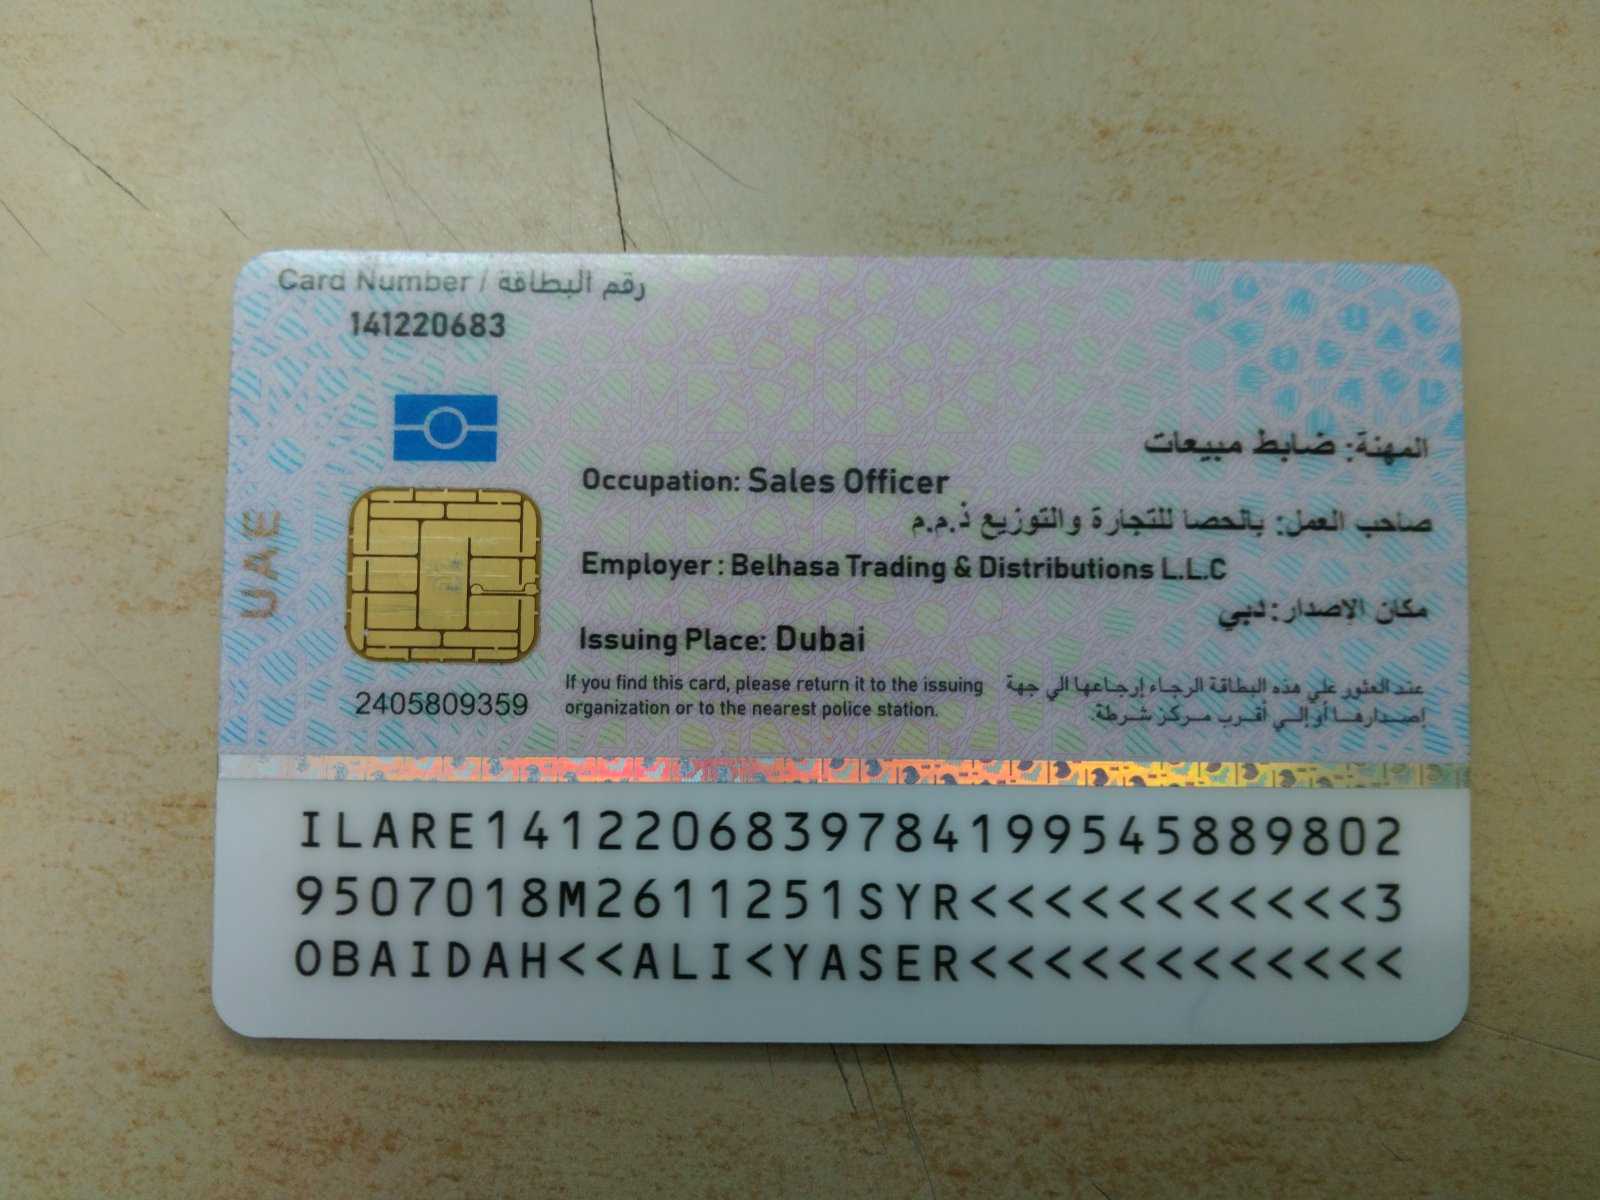 Card Number / رقم البطاقة
141220683
UAE
المهنة: ضابط مبيعات
Occupation: Sales Officer
صاحب العمل: بالحصا للتجارة والتوزيع ذ.م.م
Employer : Belhasa Trading & Distributions L.L.C
مكان الإصدار: دبي
Issuing Place: Dubai
2405809359
If you find this card, please return it to the issuing
organization or to the nearest police station.
عند العثور علي هذه البطاقة الرجاء إرجاعها الي جهة
إصدارها أو إلي أقرب مركز شرطة.
ILARE1412206839784199545889802
9507018M2611251SYR<<<<<<<<<<<3
OBAIDAH<<ALI<YASER<<<<<<<<<<<<